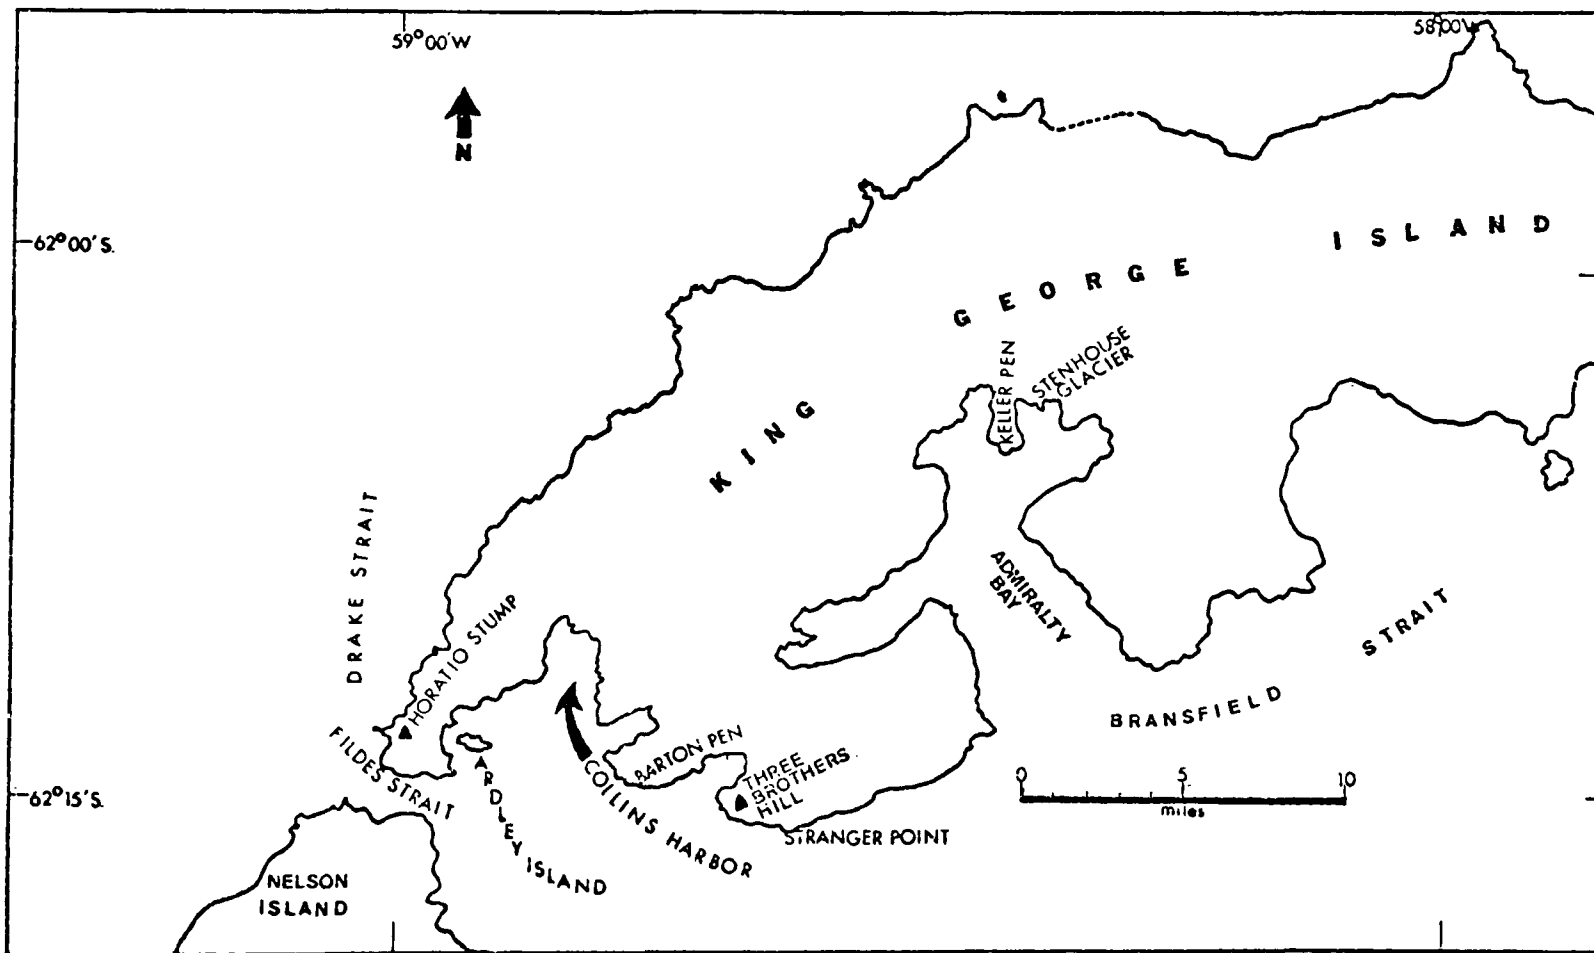 59°00'W
58°00'W
N
62°00'S.
KING GEORGE ISLAND
KELLER PEN
STENHOUSE
GLACIER
DRAKE STRAIT
HORATIO STUMP
ADMIRALTY
BAY
BRANSFIELD STRAIT
FILDES STRAIT
ARDLEY ISLAND
COLLINS HARBOR
BARTON PEN
THREE
BROTHERS
HILL
STRANGER POINT
62°15'S.
0 5 10
miles
NELSON
ISLAND